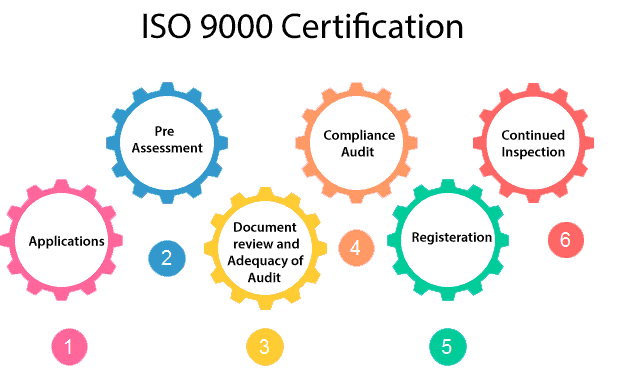 ISO 9000 Certification
Applications
1
Pre
Assessment
2
Document
review and
Adequacy of
Audit
3
Compliance
Audit
4
Registeration
5
Continued
Inspection
6